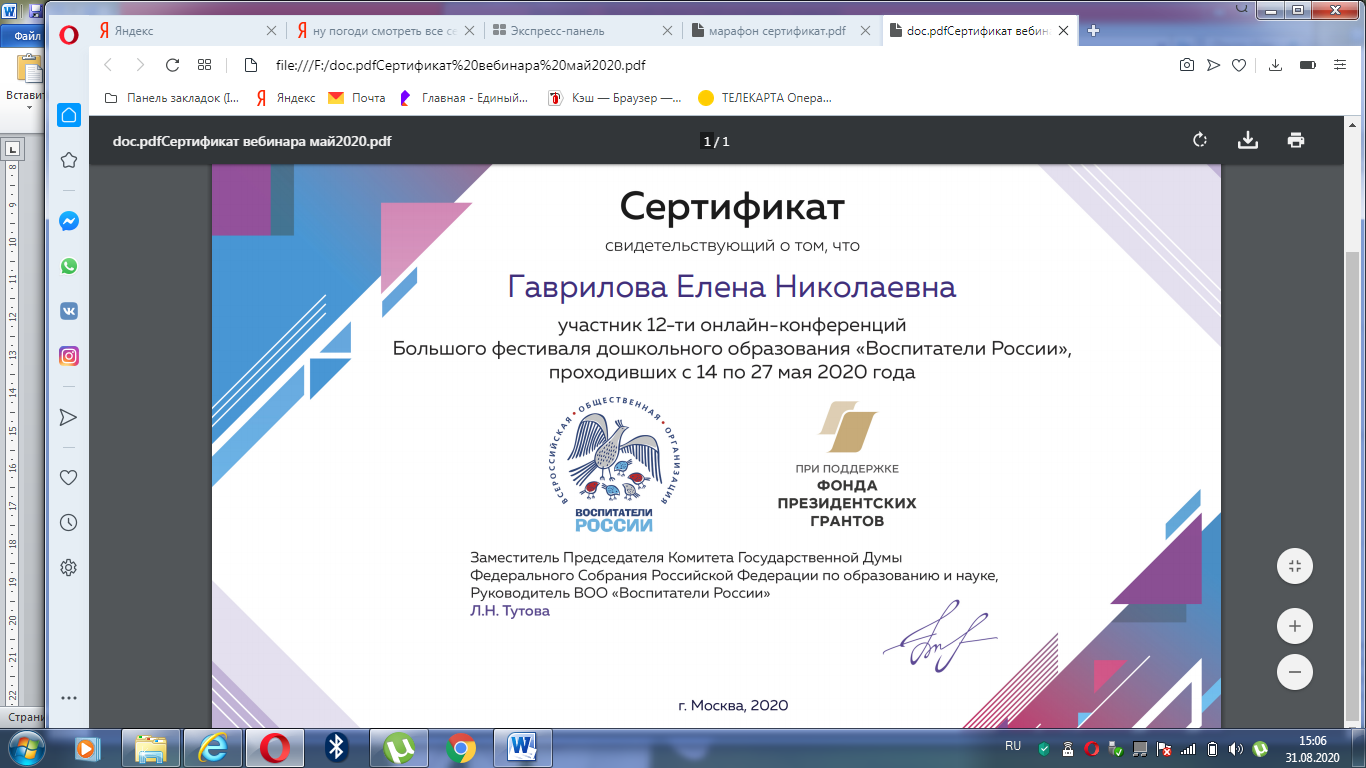 Файл
Вставит
Страни
Яндекс
ну погоди смотреть все се
Экспресс-панель
марафон сертификат.pdf
doc.pdfСертификат вебин
file:///F:/doc.pdfСертификат%20вебинара%20май2020.pdf
Панель закладок (I...
Яндекс
Почта
Главная - Единый...
Кэш — Браузер —...
ТЕЛЕКАРТА Опера...
doc.pdfСертификат вебинара май2020.pdf
1 / 1
Сертификат
свидетельствующий о том, что
Гаврилова Елена Николаевна
участник 12-ти онлайн-конференций
Большого фестиваля дошкольного образования «Воспитатели России»,
проходивших с 14 по 27 мая 2020 года
ВСЕРОССИЙСКАЯ • ОБЩЕСТВЕННАЯ • ОРГАНИЗАЦИЯ
ВОСПИТАТЕЛИ
РОССИИ
ПРИ ПОДДЕРЖКЕ
ФОНДА
ПРЕЗИДЕНТСКИХ
ГРАНТОВ
Заместитель Председателя Комитета Государственной Думы
Федерального Собрания Российской Федерации по образованию и науке,
Руководитель ВОО «Воспитатели России»
Л.Н. Тутова
г. Москва, 2020
RU
15:06
31.08.2020